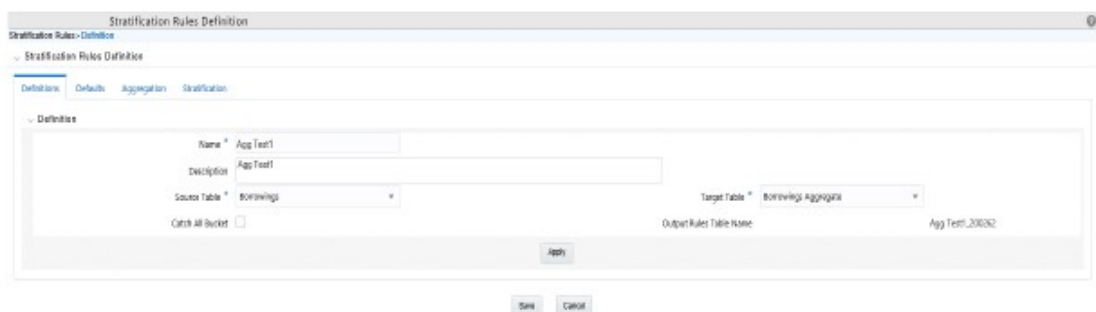 Stratification Rules Definition
Stratification Rules > Definition
Stratification Rules Definition
Definitions Defaults Aggregation Stratification
Definition
Name * Agg Test1
Description Agg Test1
Source Table * Borrowings Target Table * Borrowings Aggregate
Catch All Bucket Output Rules Table Name Agg Test1_200262
Apply
Save Cancel